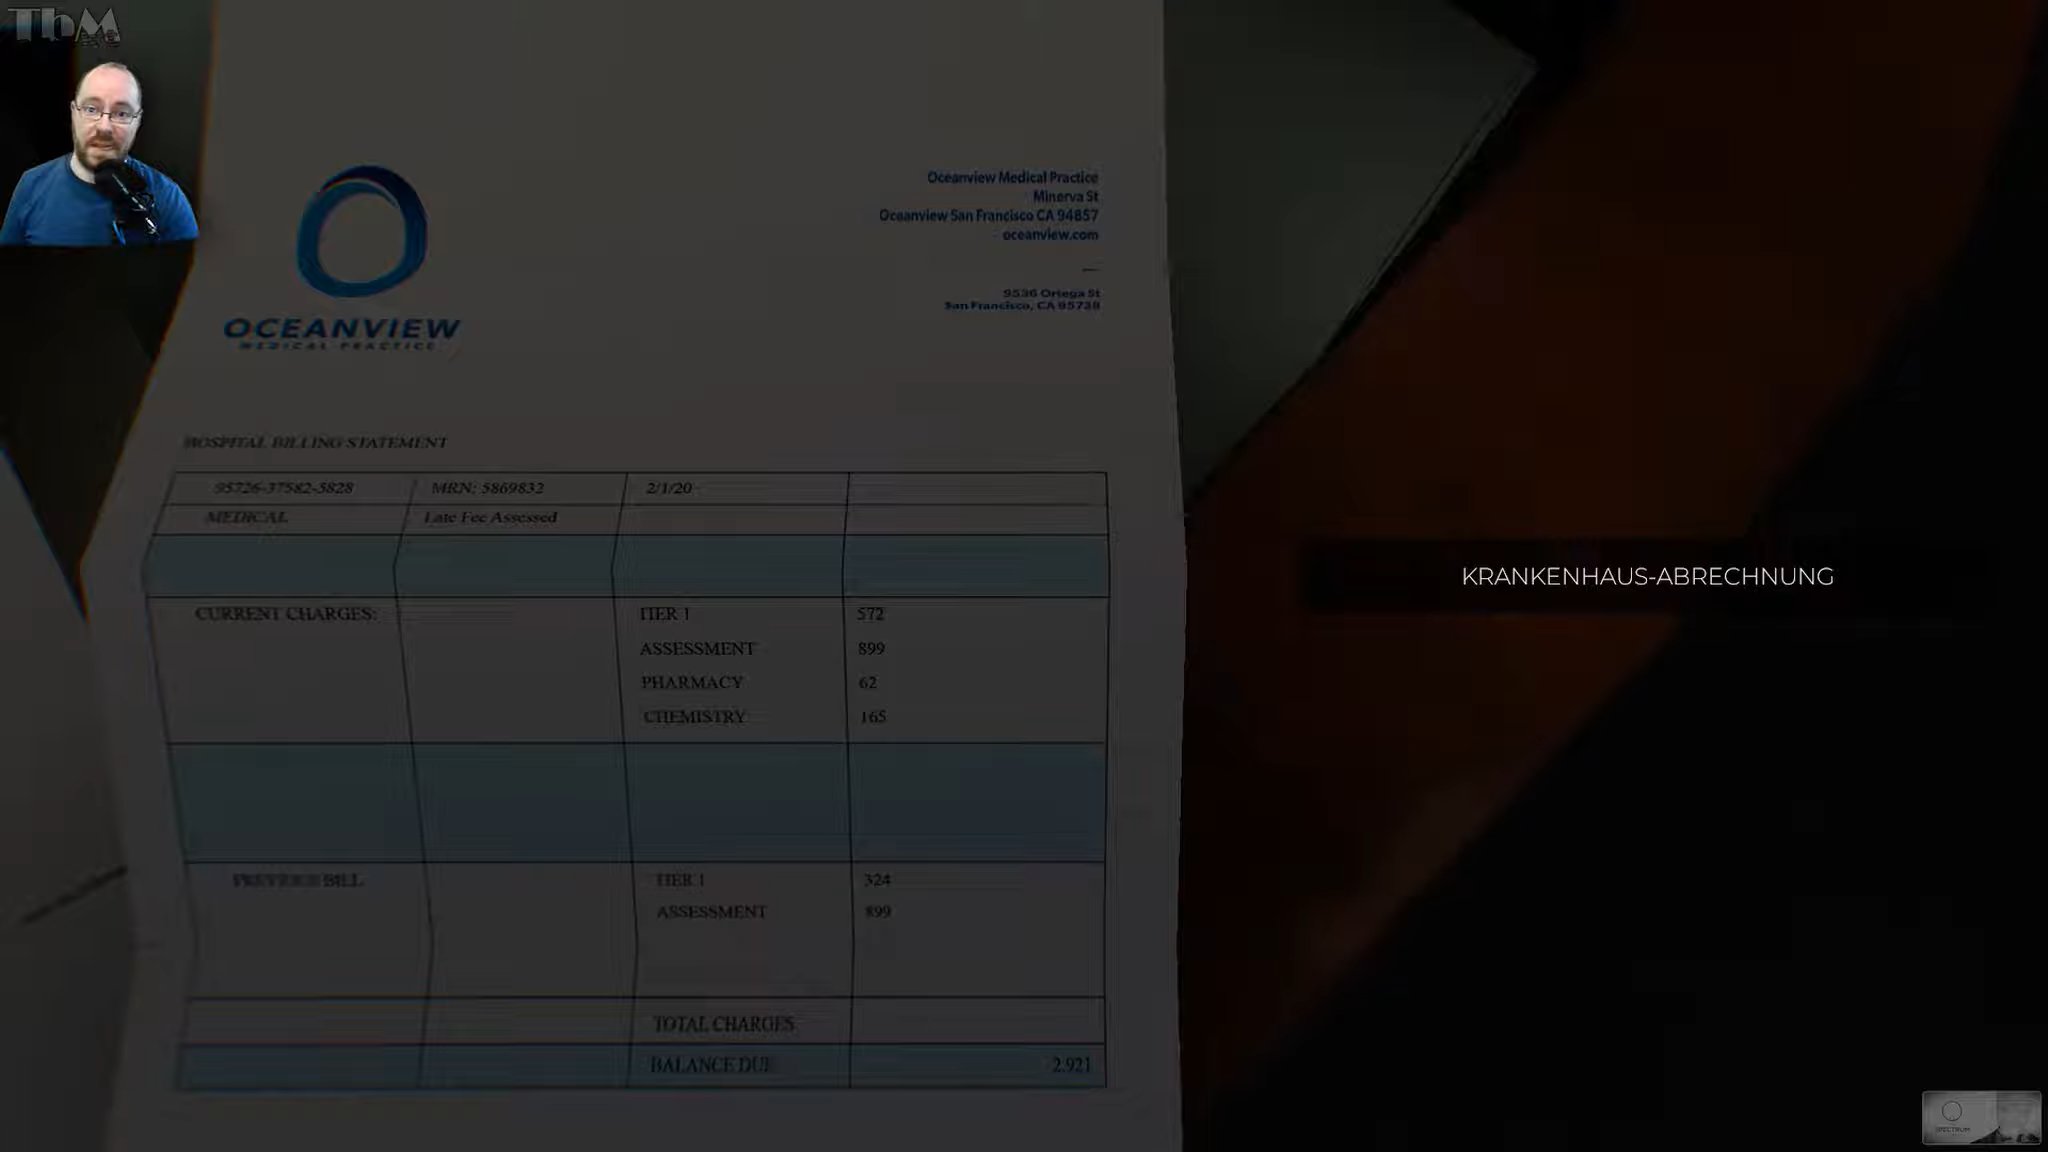 TbM
OCEANVIEW
MEDICAL PRACTICE
Oceanview Medical Practice
Minerva St
Oceanview San Francisco CA 94857
oceanview.com
9536 Ortega St
San Francisco, CA 95738
HOSPITAL BILLING STATEMENT
95726-37582-5828 MRN: 5869832 2/1/20
MEDICAL Late Fee Assessed
CURRENT CHARGES: TIER 1 572
ASSESSMENT 899
PHARMACY 62
CHEMISTRY 165
PREVIOUS BILL TIER 1 324
ASSESSMENT 899
TOTAL CHARGES
BALANCE DUE 2.921
KRANKENHAUS-ABRECHNUNG
SPECTRUM